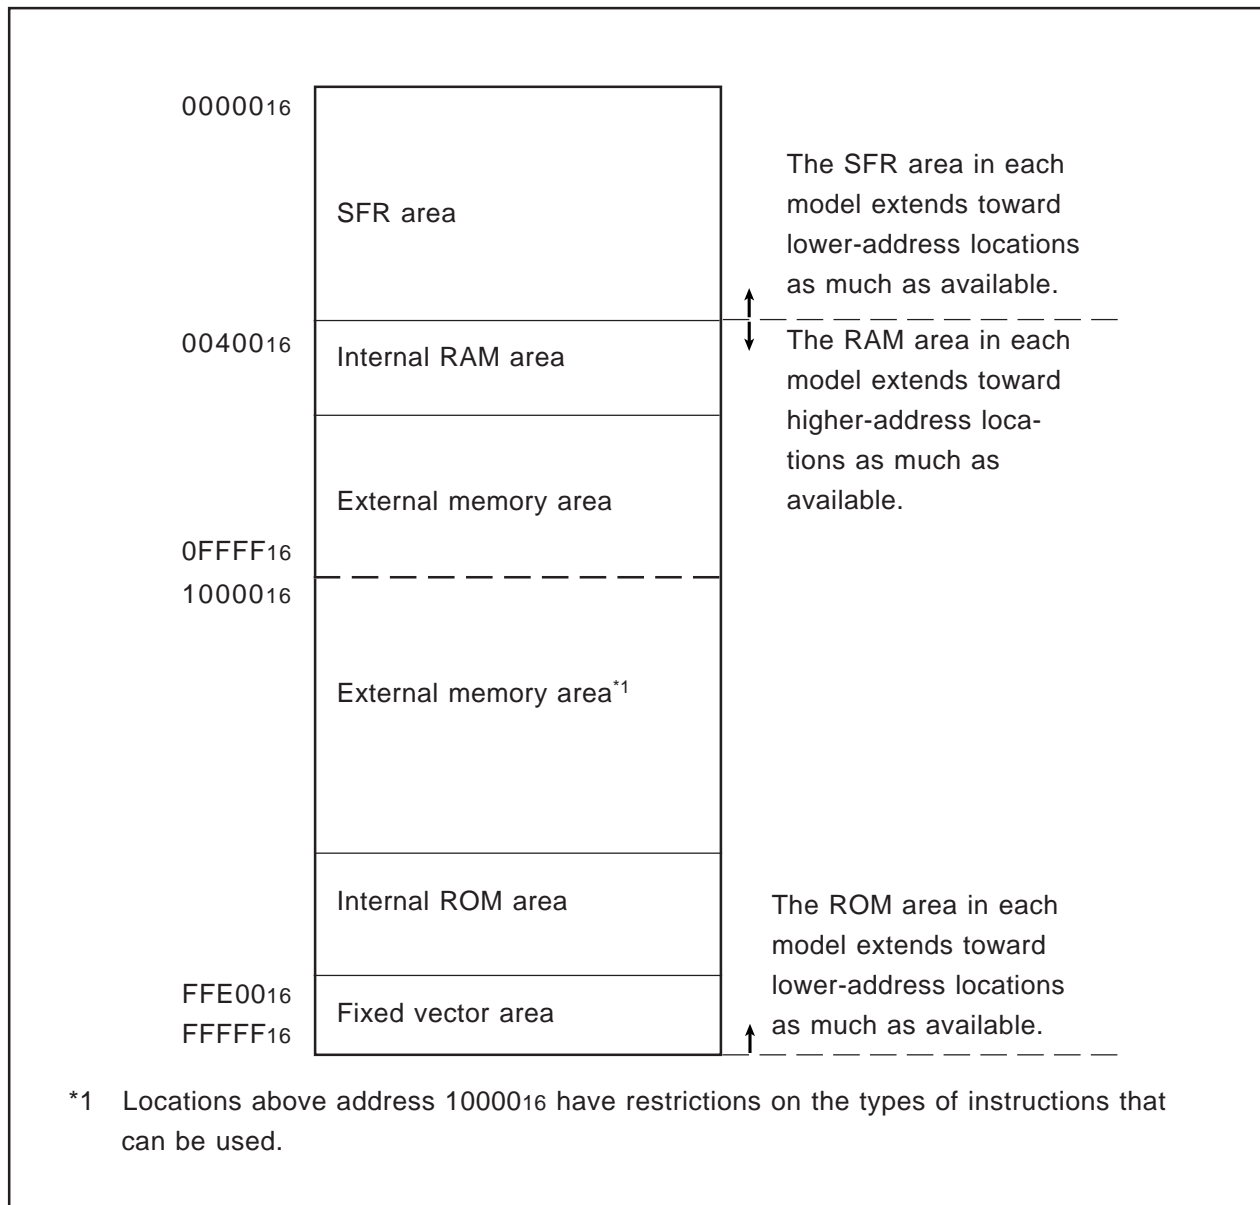 0000016
SFR area
The SFR area in each
model extends toward
lower-address locations
as much as available.
0040016
Internal RAM area
The RAM area in each
model extends toward
higher-address loca-
tions as much as
available.
External memory area
0FFFF16
1000016
External memory area*1
Internal ROM area
The ROM area in each
model extends toward
lower-address locations
as much as available.
FFE0016
Fixed vector area
FFFFF16
*1 Locations above address 1000016 have restrictions on the types of instructions that
can be used.